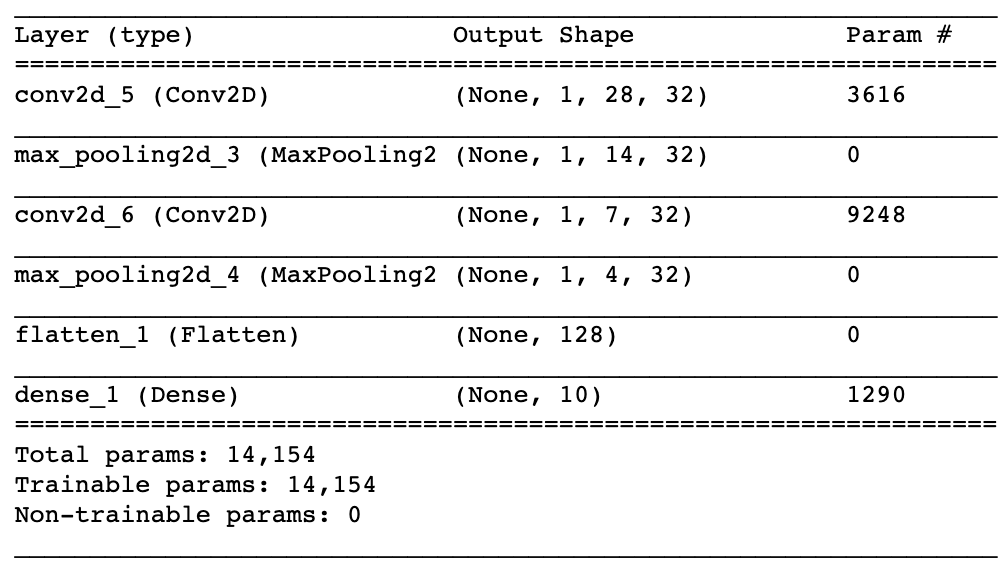 Layer (type) Output Shape Param #
conv2d_5 (Conv2D) (None, 1, 28, 32) 3616
max_pooling2d_3 (MaxPooling2 (None, 1, 14, 32) 0
conv2d_6 (Conv2D) (None, 1, 7, 32) 9248
max_pooling2d_4 (MaxPooling2 (None, 1, 4, 32) 0
flatten_1 (Flatten) (None, 128) 0
dense_1 (Dense) (None, 10) 1290
Total params: 14,154
Trainable params: 14,154
Non-trainable params: 0